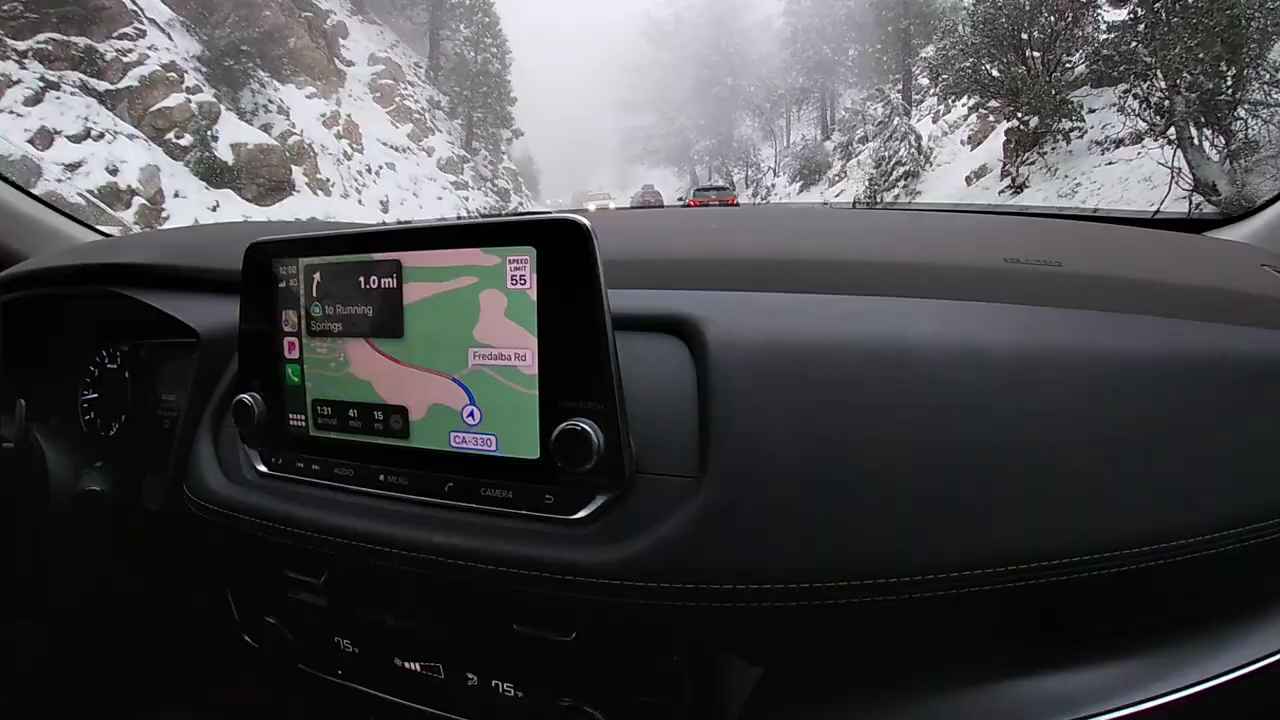 12:50
4G
1.0 mi
18 to Running
Springs
SPEED
LIMIT
55
Fredalba Rd
1:31 41 15
arrival min mi
CA-330
AUDIO
MENU
CAMERA
75°F
75°F